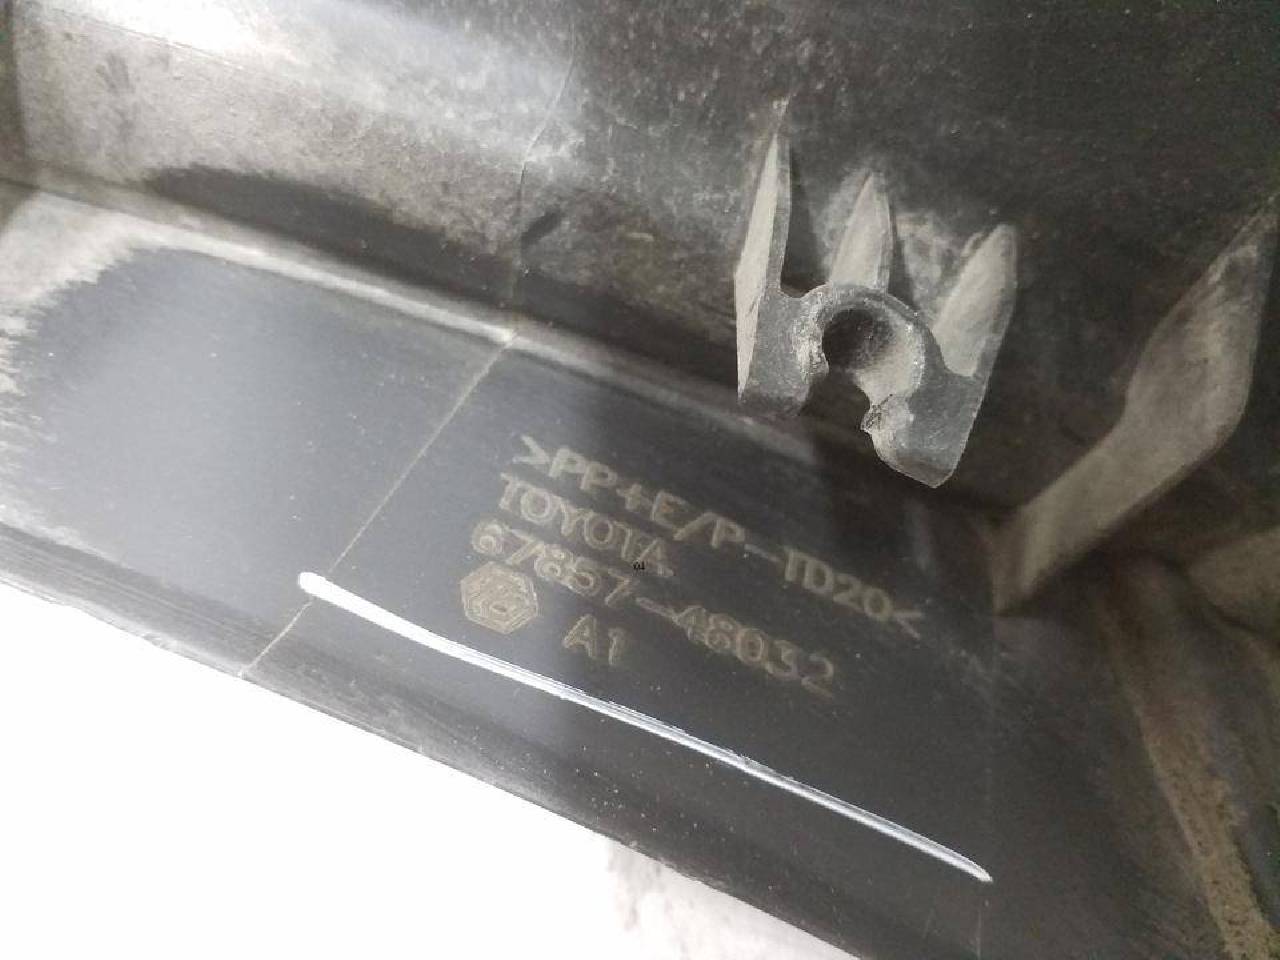 >PP+E/P-TD20<
TOYOTA
67857-48032
A1